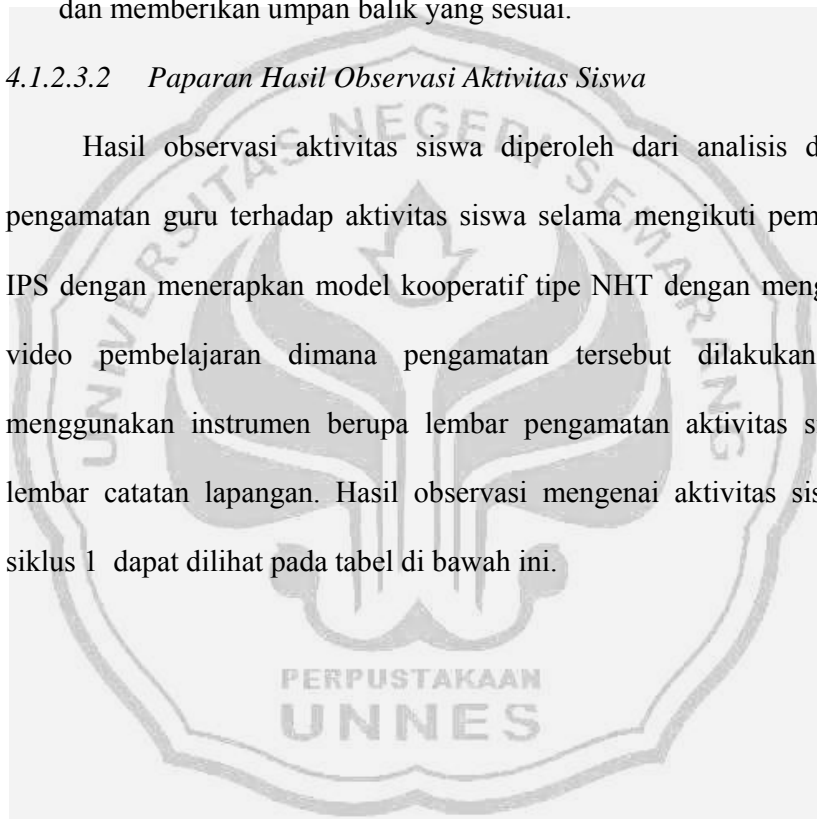 dan memberikan umpan balik yang sesuai.
4.1.2.3.2 Paparan Hasil Observasi Aktivitas Siswa
Hasil observasi aktivitas siswa diperoleh dari analisis d
pengamatan guru terhadap aktivitas siswa selama mengikuti pem
IPS dengan menerapkan model kooperatif tipe NHT dengan meng
video pembelajaran dimana pengamatan tersebut dilakukan
menggunakan instrumen berupa lembar pengamatan aktivitas s
lembar catatan lapangan. Hasil observasi mengenai aktivitas sis
siklus 1 dapat dilihat pada tabel di bawah ini.
UNIVERSITAS NEGERI SEMARANG
PERPUSTAKAAN
UNNES